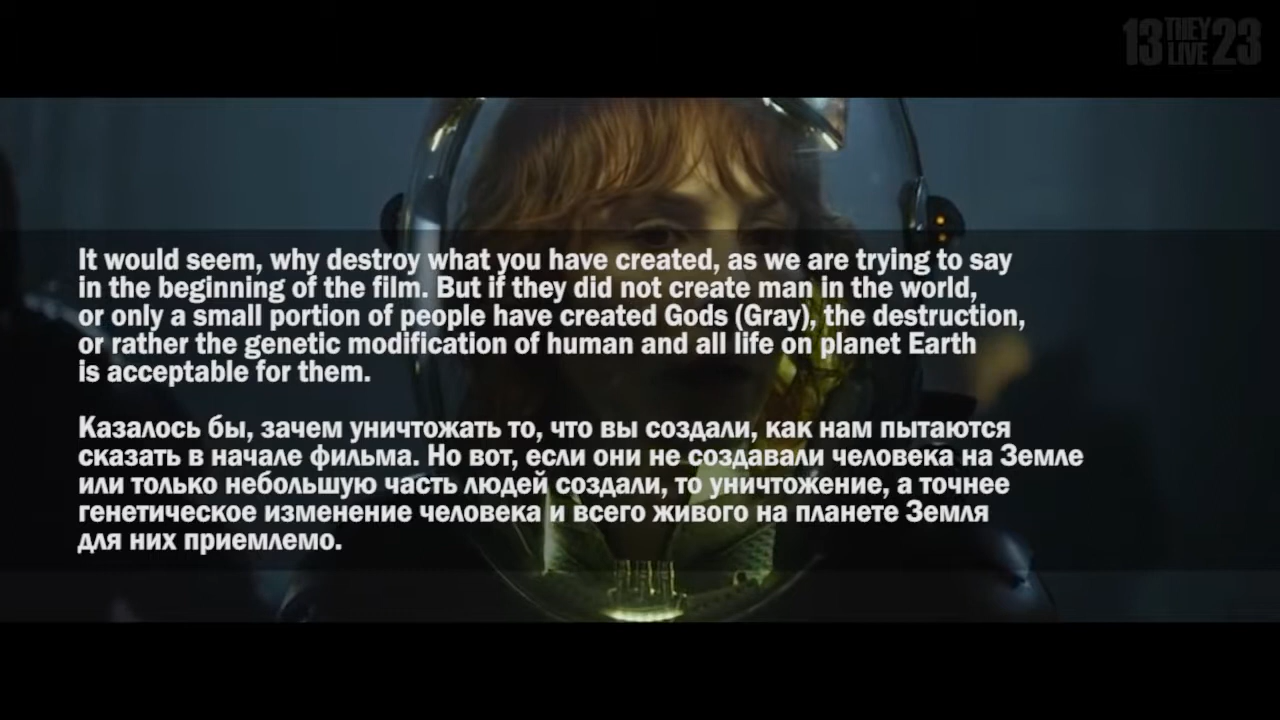 13 THEY LIVE 23
It would seem, why destroy what you have created, as we are trying to say
in the beginning of the film. But if they did not create man in the world,
or only a small portion of people have created Gods (Gray), the destruction,
or rather the genetic modification of human and all life on planet Earth
is acceptable for them.
Казалось бы, зачем уничтожать то, что вы создали, как нам пытаются
сказать в начале фильма. Но вот, если они не создавали человека на Земле
или только небольшую часть людей создали, то уничтожение, а точнее
генетическое изменение человека и всего живого на планете Земля
для них приемлемо.